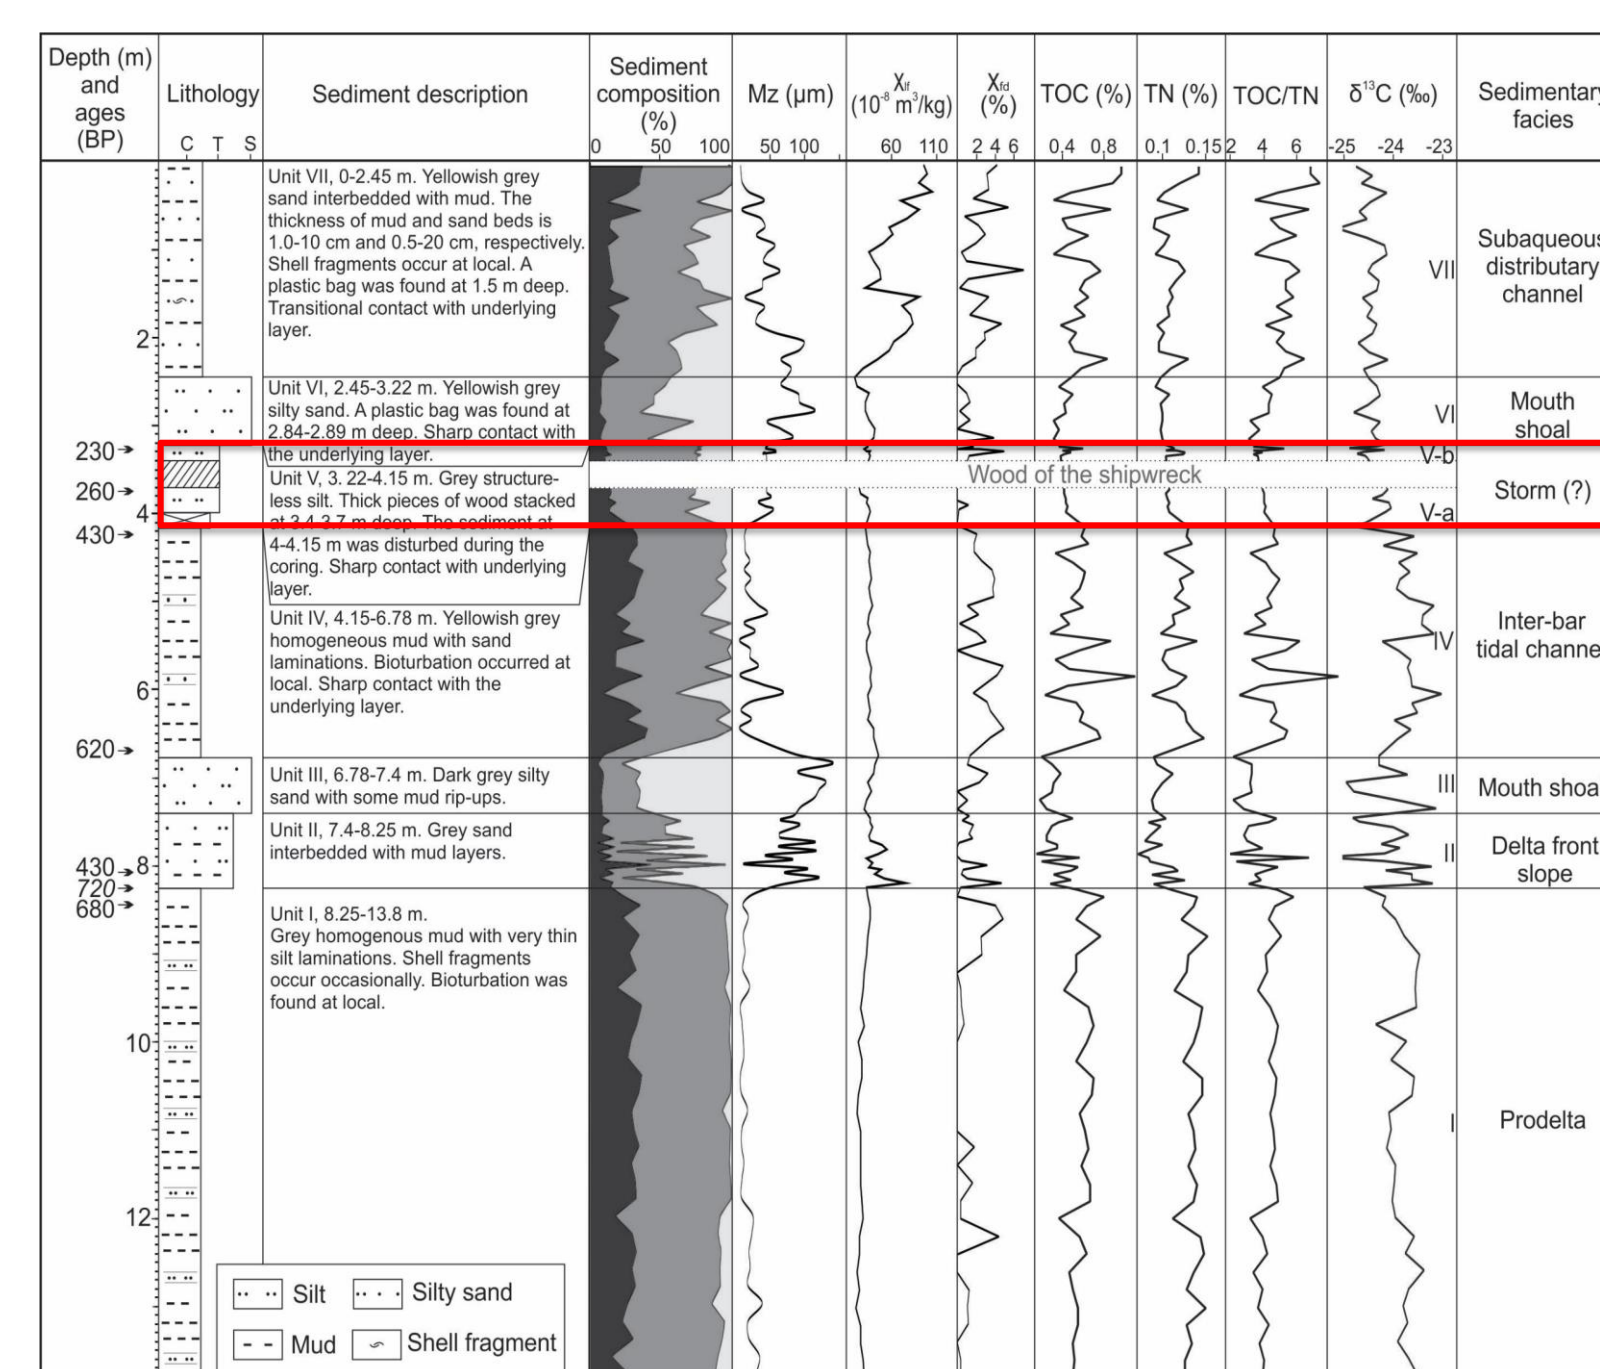 Depth (m)
and
ages
(BP)
Lithology
C T S
Sediment description
Sediment
composition
(%)
0 50 100
Mz (μm)
50 100
χlf
(10⁻⁸ m³/kg)
60 110
χfd
(%)
2 4 6
TOC (%)
0,4 0,8
TN (%)
0,1 0,15
TOC/TN
2 4 6
δ¹³C (‰)
-25 -24 -23
Sedimentary
facies
Unit VII, 0-2.45 m. Yellowish grey
sand interbedded with mud. The
thickness of mud and sand beds is
1.0-10 cm and 0.5-20 cm, respectively.
Shell fragments occur at local. A
plastic bag was found at 1.5 m deep.
Transitional contact with underlying
layer.
VII
Subaqueous
distributary
channel
2
Unit VI, 2.45-3.22 m. Yellowish grey
silty sand. A plastic bag was found at
2.84-2.89 m deep. Sharp contact with
the underlying layer.
VI
Mouth
shoal
230
260
4
430
Unit V, 3. 22-4.15 m. Grey structure-
less silt. Thick pieces of wood stacked
at 3.4-3.7 m deep. The sediment at
4-4.15 m was disturbed during the
coring. Sharp contact with underlying
layer.
Wood of the shipwreck
V-b
V-a
Storm (?)
Unit IV, 4.15-6.78 m. Yellowish grey
homogeneous mud with sand
laminations. Bioturbation occurred at
local. Sharp contact with the
underlying layer.
IV
Inter-bar
tidal channe
6
620
Unit III, 6.78-7.4 m. Dark grey silty
sand with some mud rip-ups.
III
Mouth shoa
Unit II, 7.4-8.25 m. Grey sand
interbedded with mud layers.
II
Delta front
slope
430
8
720
680
Unit I, 8.25-13.8 m.
Grey homogenous mud with very thin
silt laminations. Shell fragments
occur occasionally. Bioturbation was
found at local.
10
I
Prodelta
12
Silt
Silty sand
Mud
Shell fragment